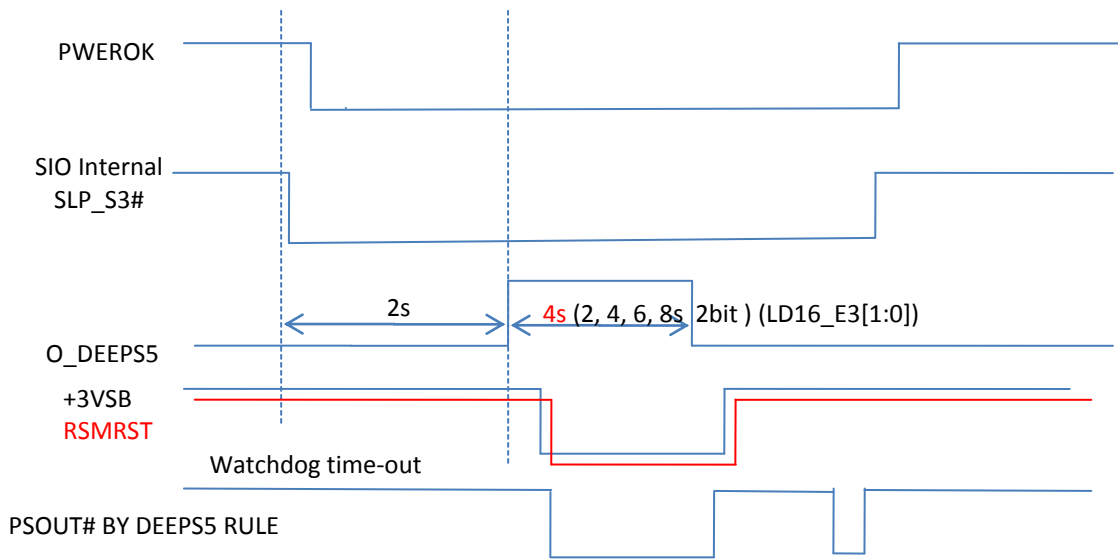 PWEROK
SIO Internal
SLP_S3#
2s
4s (2, 4, 6, 8s 2bit ) (LD16_E3[1:0])
O_DEEPS5
+3VSB
RSMRST
Watchdog time-out
PSOUT# BY DEEPS5 RULE